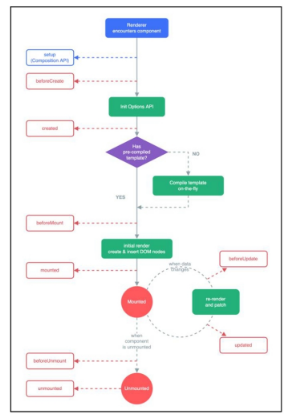 Renderer
encounters component
setup
(Composition API)
beforeCreate
Init Options API
created
Has
pre-compiled
template?
NO
Compile template
on-the-fly
YES
beforeMount
Initial render
create & insert DOM nodes
when data
changes
beforeUpdate
mounted
Mounted
re-render
and patch
when
component
is unmounted
updated
beforeUnmount
unmounted
Unmounted